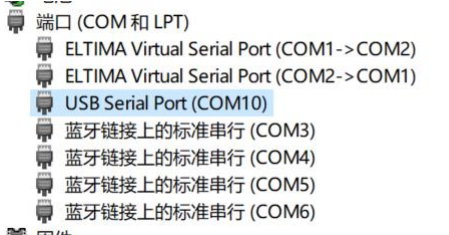 端口 (COM 和 LPT)
ELTIMA Virtual Serial Port (COM1->COM2)
ELTIMA Virtual Serial Port (COM2->COM1)
USB Serial Port (COM10)
蓝牙链接上的标准串行 (COM3)
蓝牙链接上的标准串行 (COM4)
蓝牙链接上的标准串行 (COM5)
蓝牙链接上的标准串行 (COM6)